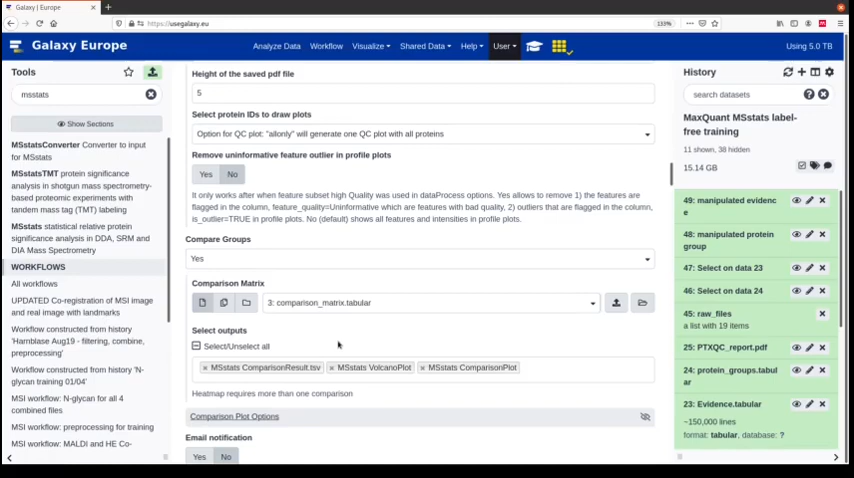 Galaxy | Europe
https://usegalaxy.eu
133%
Galaxy Europe
Analyze Data
Workflow
Visualize
Shared Data
Help
User
Using 5.0 TB
Tools
msstats
Show Sections
MSstatsConverter Converter to input
for MSstats
MSstatsTMT protein significance
analysis in shotgun mass spectrometry-
based proteomic experiments with
tandem mass tag (TMT) labeling
MSstats statistical relative protein
significance analysis in DDA, SRM and
DIA Mass Spectrometry
WORKFLOWS
All workflows
UPDATED Co-registration of MSI image
and real image with landmarks
Workflow constructed from history
'Harnblase Aug19 - filtering, combine,
preprocessing'
Workflow constructed from history 'N-
glycan training 01/04'
MSI workflow: N-glycan for all 4
combined files
MSI workflow: preprocessing for training
MSI workflow: MALDI and HE Co-
Height of the saved pdf file
5
Select protein IDs to draw plots
Option for QC plot: "allonly" will generate one QC plot with all proteins
Remove uninformative feature outlier in profile plots
Yes No
It only works after when feature subset high Quality was used in dataProcess options. Yes allows to remove 1) the features are
flagged in the column, feature_quality=Uninformative which are features with bad quality, 2) outliers that are flagged in the column,
is_outlier=TRUE in profile plots. No (default) shows all features and intensities in profile plots.
Compare Groups
Yes
Comparison Matrix
3: comparison_matrix.tabular
Select outputs
Select/Unselect all
× MSstats ComparisonResult.tsv × MSstats VolcanoPlot × MSstats ComparisonPlot
Heatmap requires more than one comparison
Comparison Plot Options
Email notification
Yes No
History
search datasets
MaxQuant MSstats label-
free training
11 shown, 38 hidden
15.14 GB
49: manipulated evidenc
e
48: manipulated protein
group
47: Select on data 23
46: Select on data 24
45: raw_files
a list with 19 items
25: PTXQC_report.pdf
24: protein_groups.tabul
ar
23: Evidence.tabular
~150,000 lines
format: tabular, database: ?